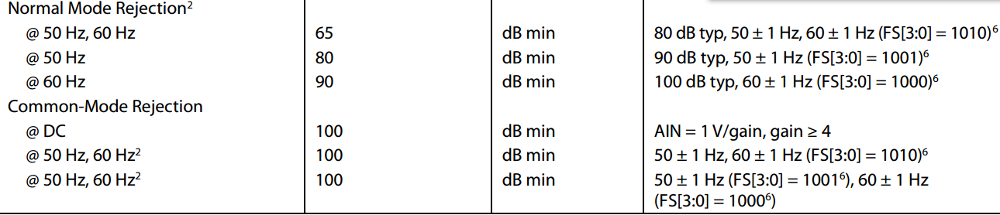 Normal Mode Rejection²
@ 50 Hz, 60 Hz 65 dB min 80 dB typ, 50 ± 1 Hz, 60 ± 1 Hz (FS[3:0] = 1010)⁶
@ 50 Hz 80 dB min 90 dB typ, 50 ± 1 Hz (FS[3:0] = 1001)⁶
@ 60 Hz 90 dB min 100 dB typ, 60 ± 1 Hz (FS[3:0] = 1000)⁶
Common-Mode Rejection
@ DC 100 dB min AIN = 1 V/gain, gain ≥ 4
@ 50 Hz, 60 Hz² 100 dB min 50 ± 1 Hz, 60 ± 1 Hz (FS[3:0] = 1010)⁶
@ 50 Hz, 60 Hz² 100 dB min 50 ± 1 Hz (FS[3:0] = 1001⁶), 60 ± 1 Hz
(FS[3:0] = 1000⁶)